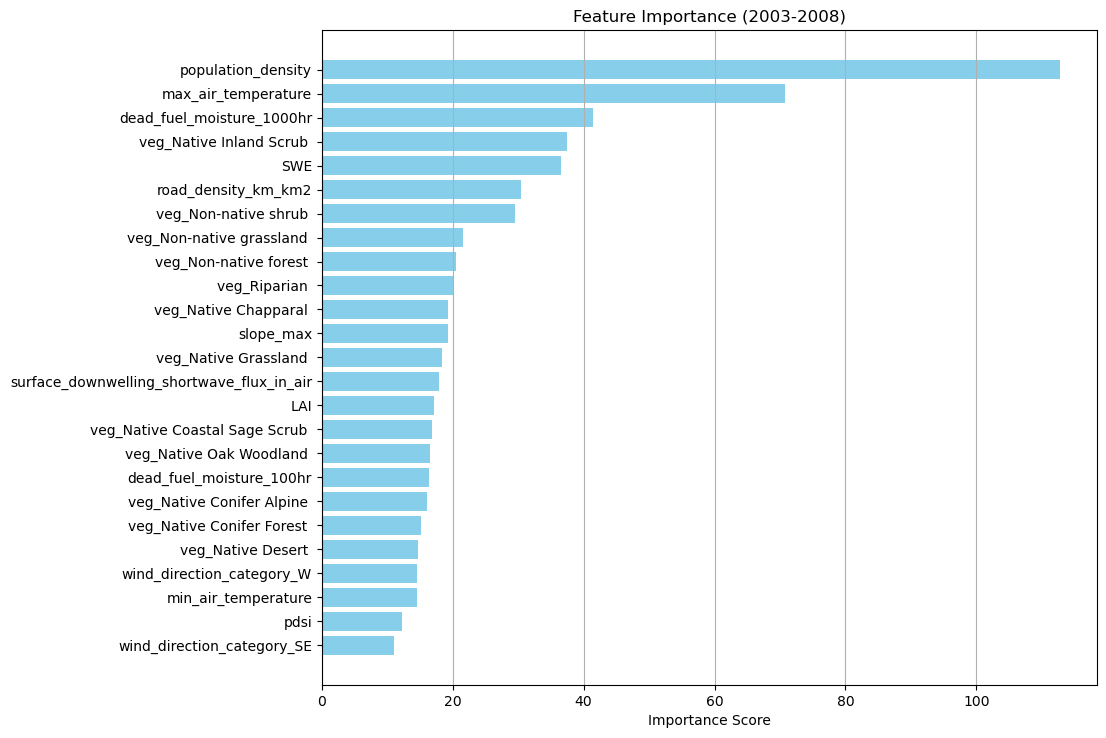 Feature Importance (2003-2008)
population_density
max_air_temperature
dead_fuel_moisture_1000hr
veg_Native Inland Scrub
SWE
road_density_km_km2
veg_Non-native shrub
veg_Non-native grassland
veg_Non-native forest
veg_Riparian
veg_Native Chapparal
slope_max
veg_Native Grassland
surface_downwelling_shortwave_flux_in_air
LAI
veg_Native Coastal Sage Scrub
veg_Native Oak Woodland
dead_fuel_moisture_100hr
veg_Native Conifer Alpine
veg_Native Conifer Forest
veg_Native Desert
wind_direction_category_W
min_air_temperature
pdsi
wind_direction_category_SE
0 20 40 60 80 100
Importance Score